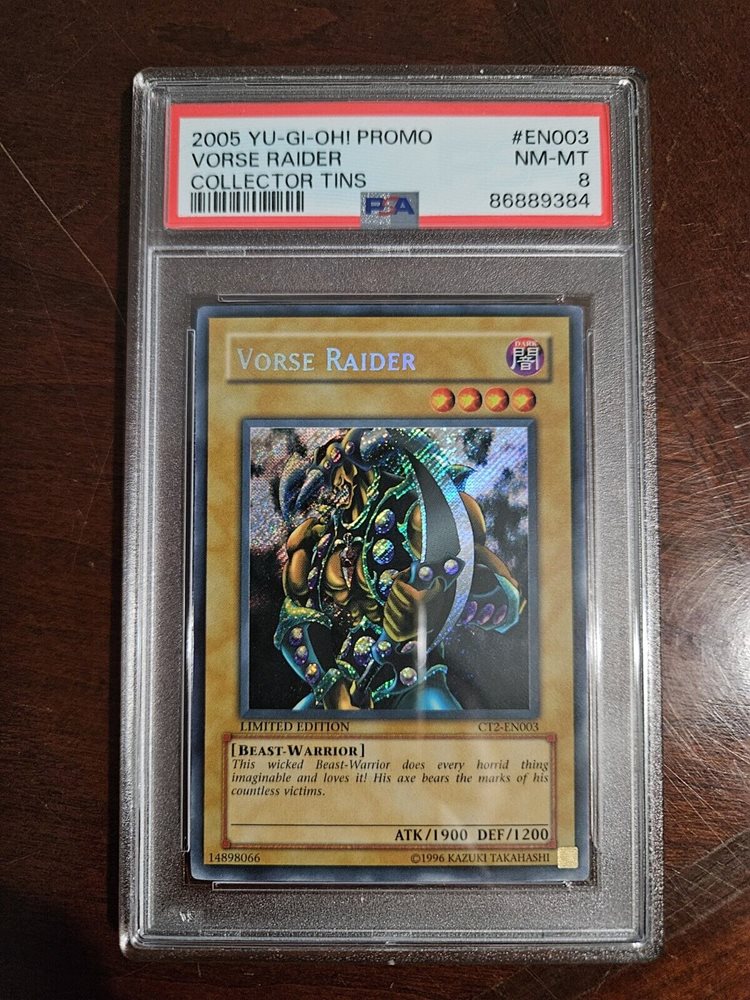 2005 YU-GI-OH! PROMO #EN003
VORSE RAIDER NM-MT
COLLECTOR TINS 8
PSA 86889384
VORSE RAIDER
DARK
闇
LIMITED EDITION CT2-EN003
[BEAST-WARRIOR]
This wicked Beast-Warrior does every horrid thing
imaginable and loves it! His axe bears the marks of his
countless victims.
ATK/1900 DEF/1200
14898066 ©1996 KAZUKI TAKAHASHI